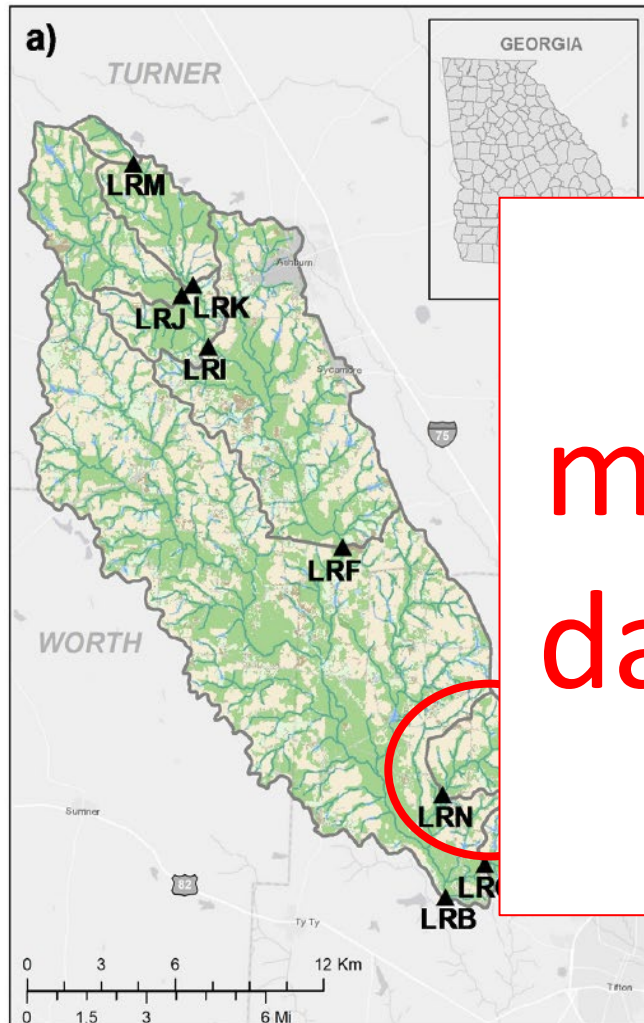 a)
GEORGIA
TURNER
LRM
Ashburn
LRK
LRJ
LRI
Sycamore
75
LRF
WORTH
LRN
Sumner
82
LRB
Ty Ty
Tifton
0 3 6 12 Km
0 1.5 3 6 Mi